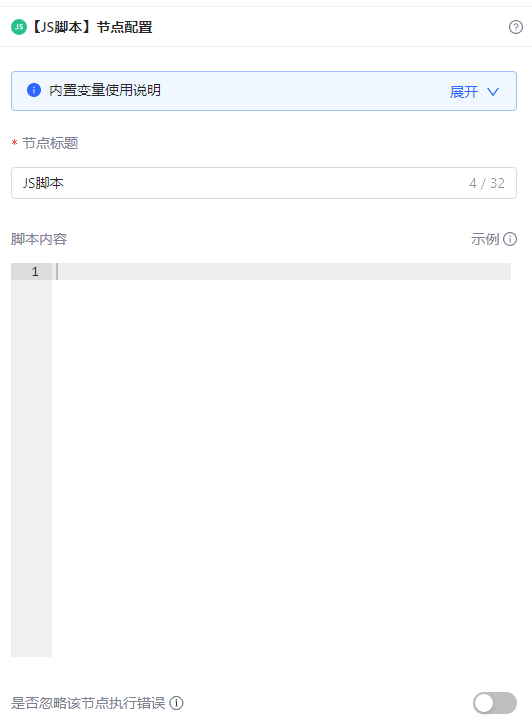 JS 【JS脚本】节点配置
内置变量使用说明 展开
* 节点标题
JS脚本 4 / 32
脚本内容 示例
1
是否忽略该节点执行错误